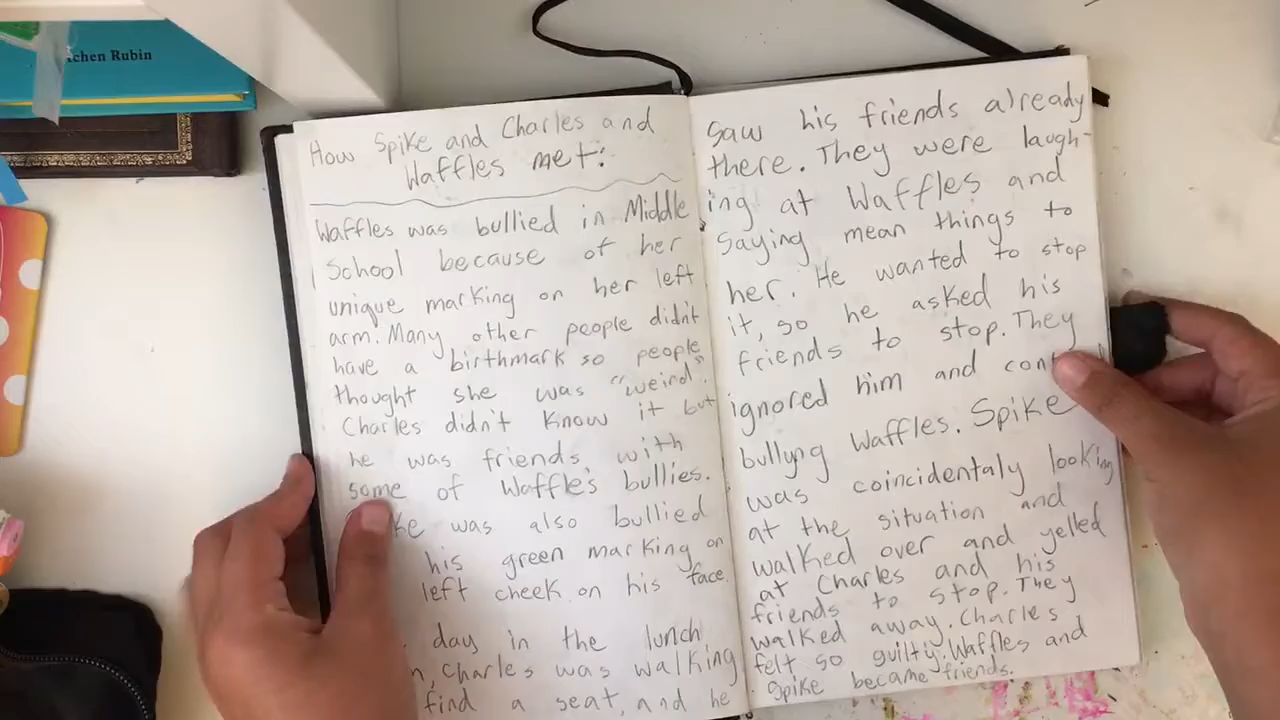 chen Rubin
How Spike and Charles and
Waffles met:
Waffles was bullied in Middle
School because of her
unique marking on her left
arm. Many other people didn't
have a birthmark so people
thought she was "weird".
Charles didn't know it but
he was friends with
some of Waffle's bullies.
ke was also bullied
his green marking on
left cheek on his face.
day in the lunch
n, Charles was walking
find a seat, and he
saw his friends already
there. They were laugh-
ing at Waffles and
saying mean things to
her. He wanted to stop
it, so he asked his
friends to stop. They
ignored him and con
bullyng Waffles. Spike
was coincidentaly looking
at the situation and
walked over and yelled
at Charles and his
friends to stop. They
walked away. Charles
felt so guilty. Waffles and
Spike became friends.